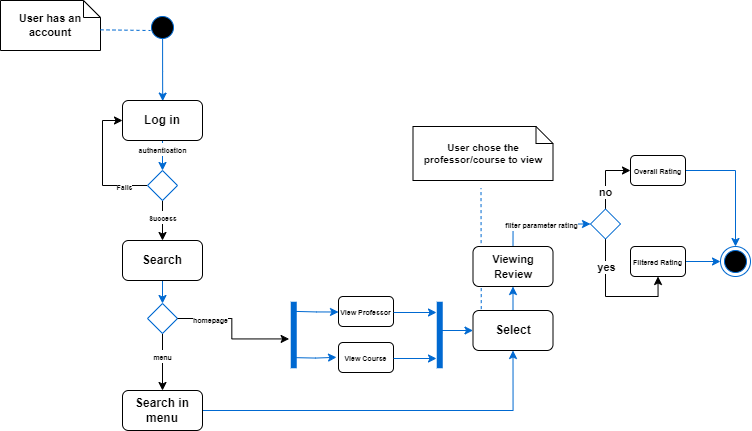 User has an
account
Log in
authentication
Fails
Success
Search
homepage
menu
Search in
menu
View Professor
View Course
User chose the
professor/course to view
Select
Viewing
Review
filter parameter rating
no
yes
Overall Rating
Filtered Rating